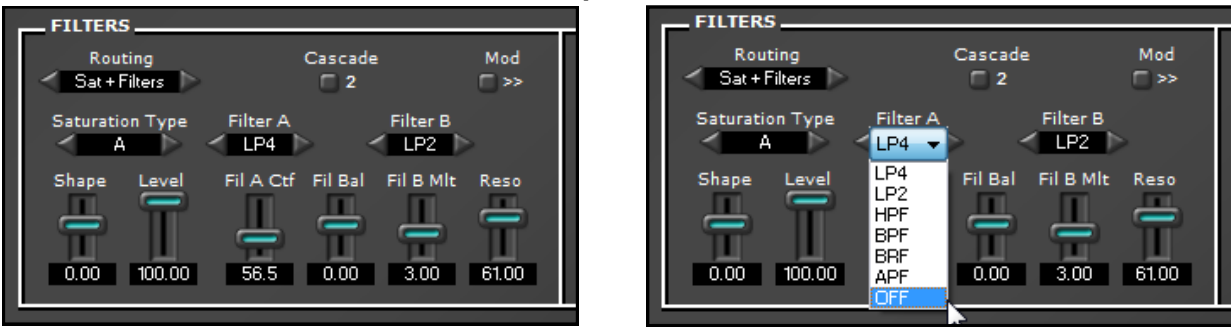 FILTERS
Routing Cascade Mod
Sat+Filters 2 >>
Saturation Type Filter A Filter B
A LP4 LP2
Shape Level Fil A Ctf Fil Bal Fil B Mlt Reso
0.00 100.00 56.5 0.00 3.00 61.00
FILTERS
Routing Cascade Mod
Sat+Filters 2 >>
Saturation Type Filter A Filter B
A LP4 LP2
LP4
Shape Level Fil Bal Fil B Mlt Reso
LP2
HPF
BPF
BRF
APF
0.00 100.00 0.00 3.00 61.00
OFF